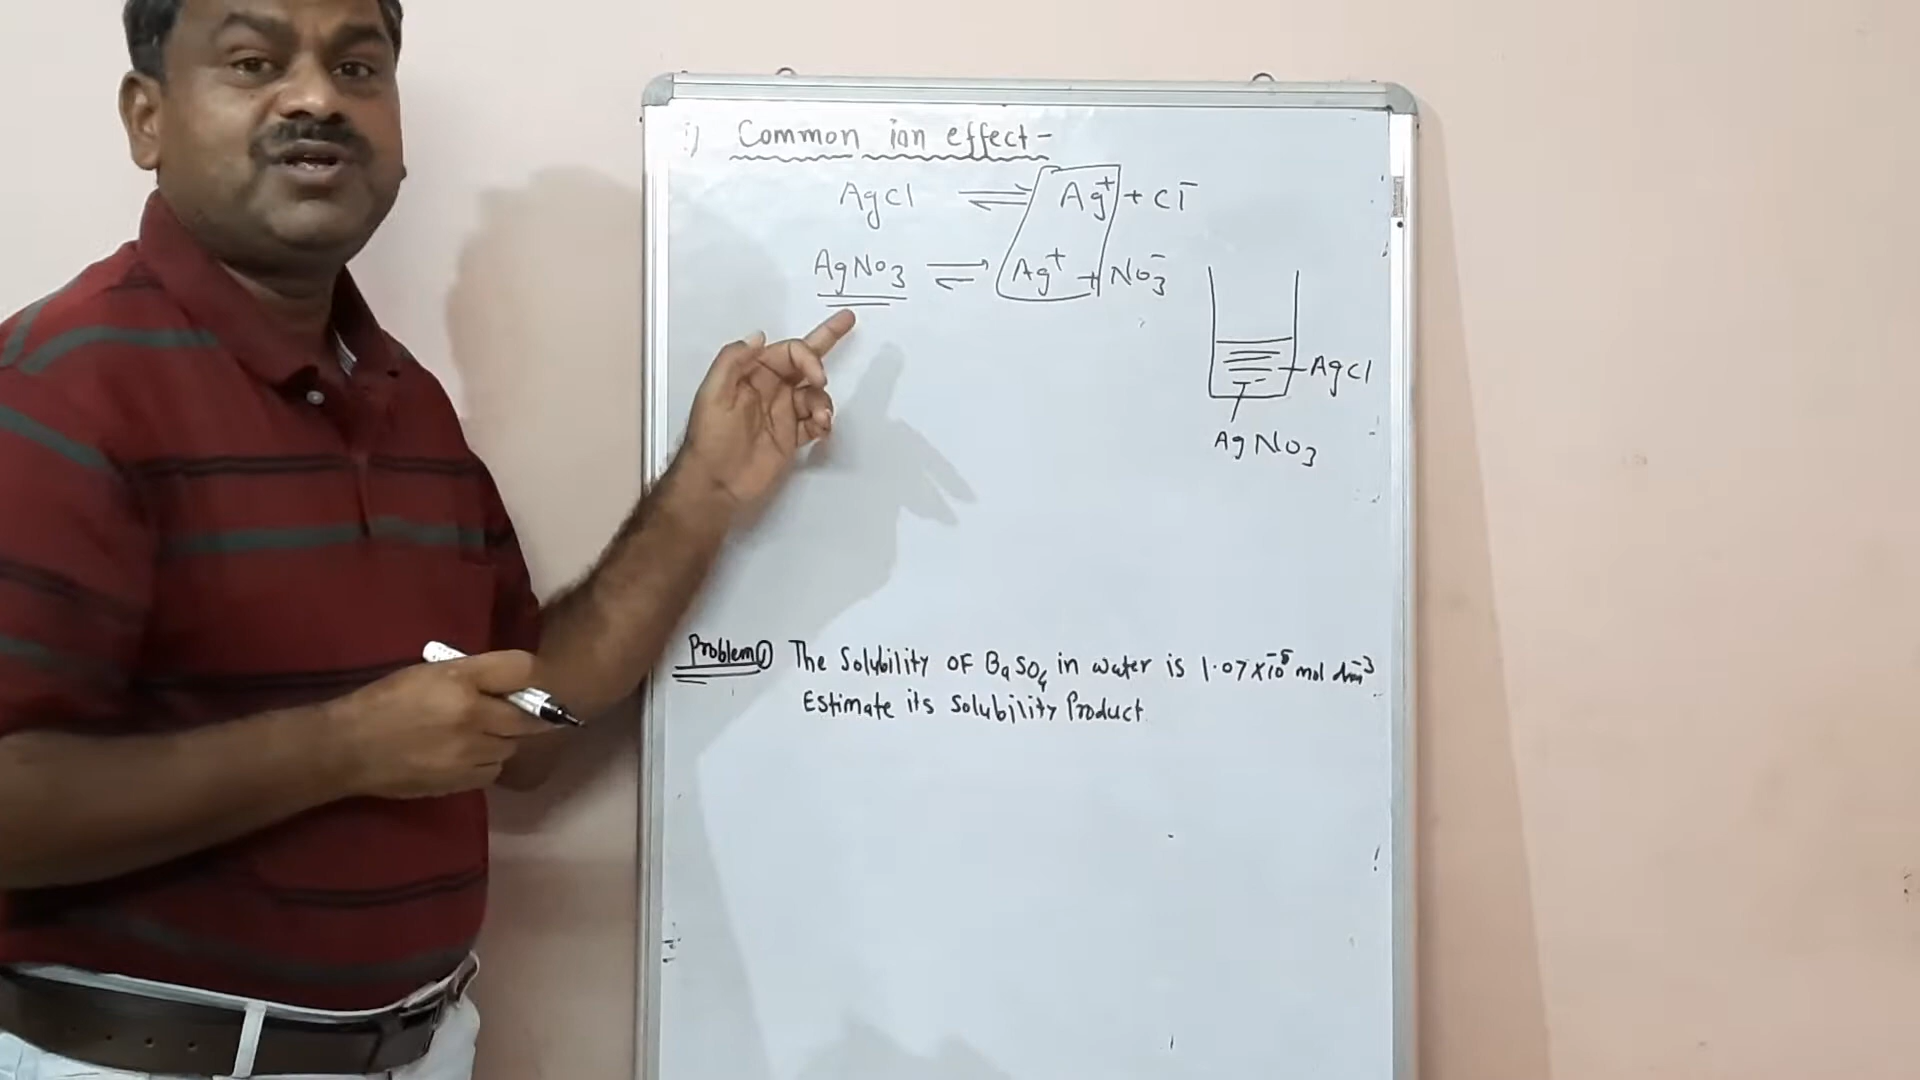 i) Common ion effect-
AgCl ⇌ Ag⁺ + Cl⁻
AgNO3 ⇌ Ag⁺ + NO3⁻
AgCl
AgNO3
Problem① The Solubility of BaSO4 in water is 1.07×10⁻⁵ mol dm⁻³
Estimate its Solubility Product